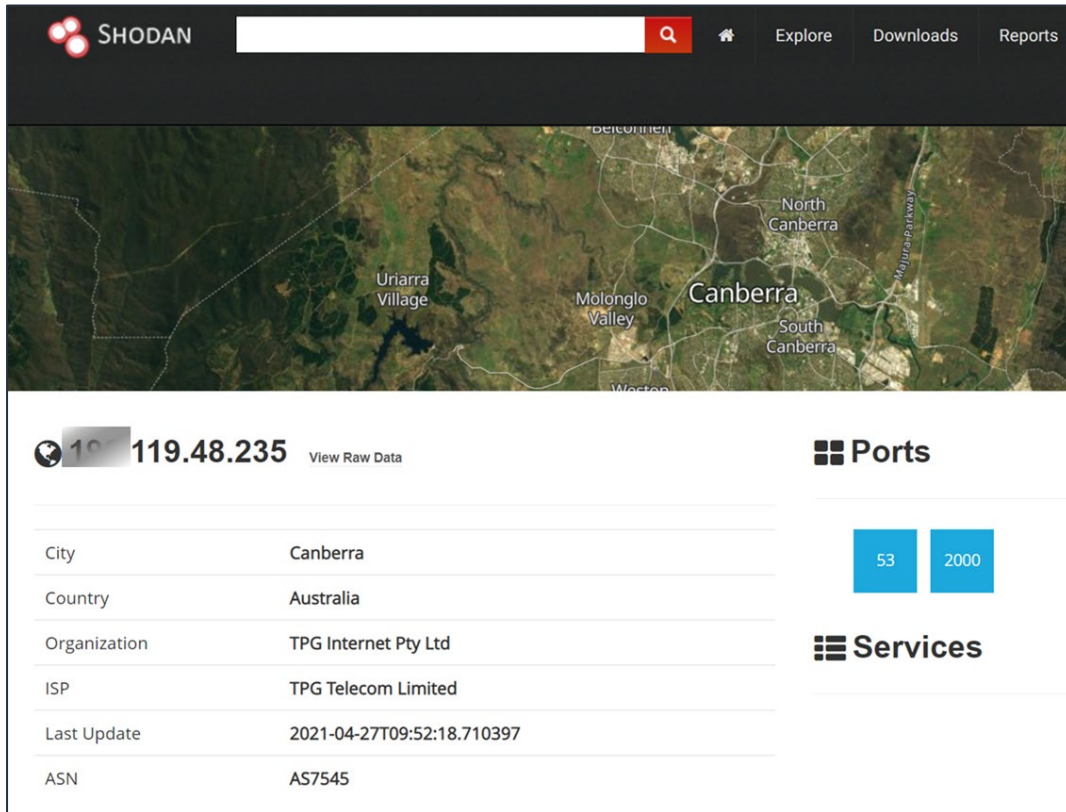 SHODAN
Explore Downloads Reports
Belconnen
North
Canberra
Majura Parkway
Uriarra
Village
Molonglo
Valley
Canberra
South
Canberra
Weston
119.48.235 View Raw Data
Ports
City Canberra
53 2000
Country Australia
Organization TPG Internet Pty Ltd
Services
ISP TPG Telecom Limited
Last Update 2021-04-27T09:52:18.710397
ASN AS7545